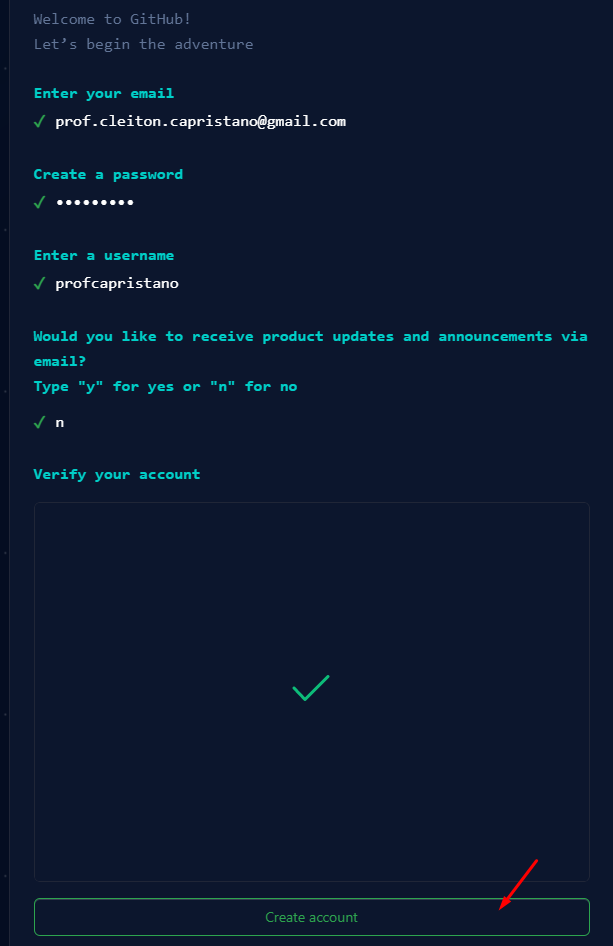 Welcome to GitHub!
Let’s begin the adventure
Enter your email
✓ prof.cleiton.capristano@gmail.com
Create a password
✓ •••••••••
Enter a username
✓ profcapristano
Would you like to receive product updates and announcements via
email?
Type "y" for yes or "n" for no
✓ n
Verify your account
Create account